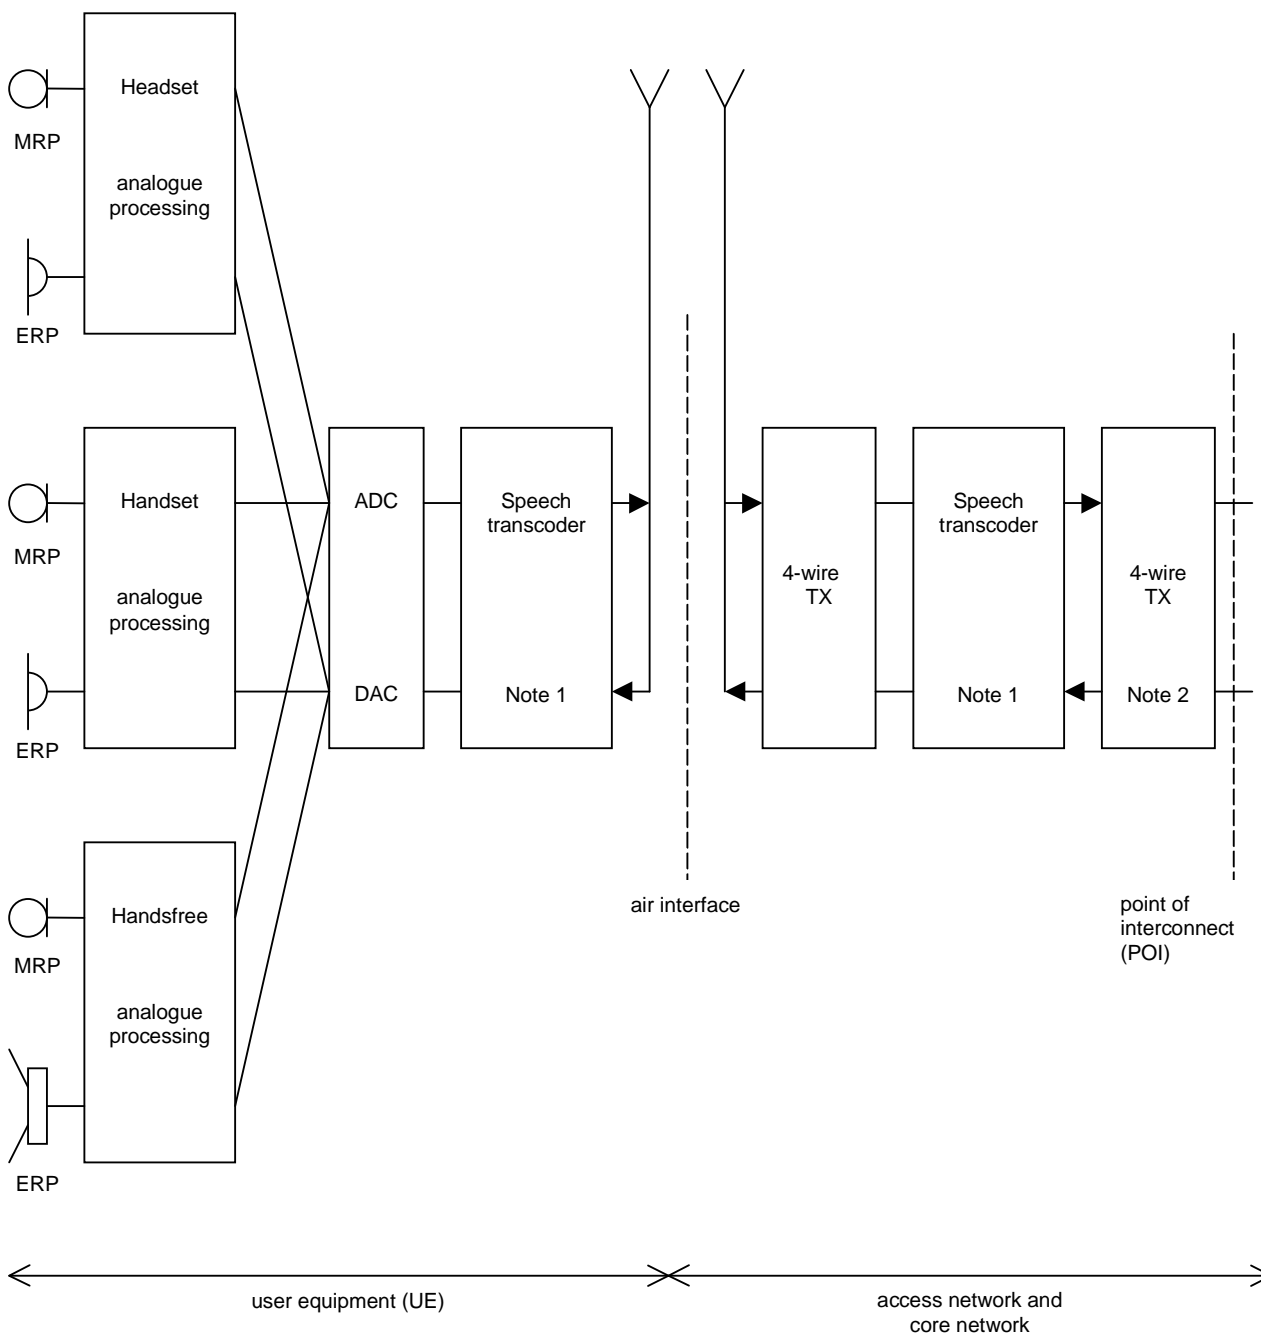 Headset
MRP
analogue
processing
ERP
Handset
MRP
analogue
processing
ERP
ADC
DAC
Speech
transcoder
Note 1
4-wire
TX
Speech
transcoder
Note 1
4-wire
TX
Note 2
Handsfree
MRP
analogue
processing
ERP
air interface
point of
interconnect
(POI)
user equipment (UE)
access network and
core network